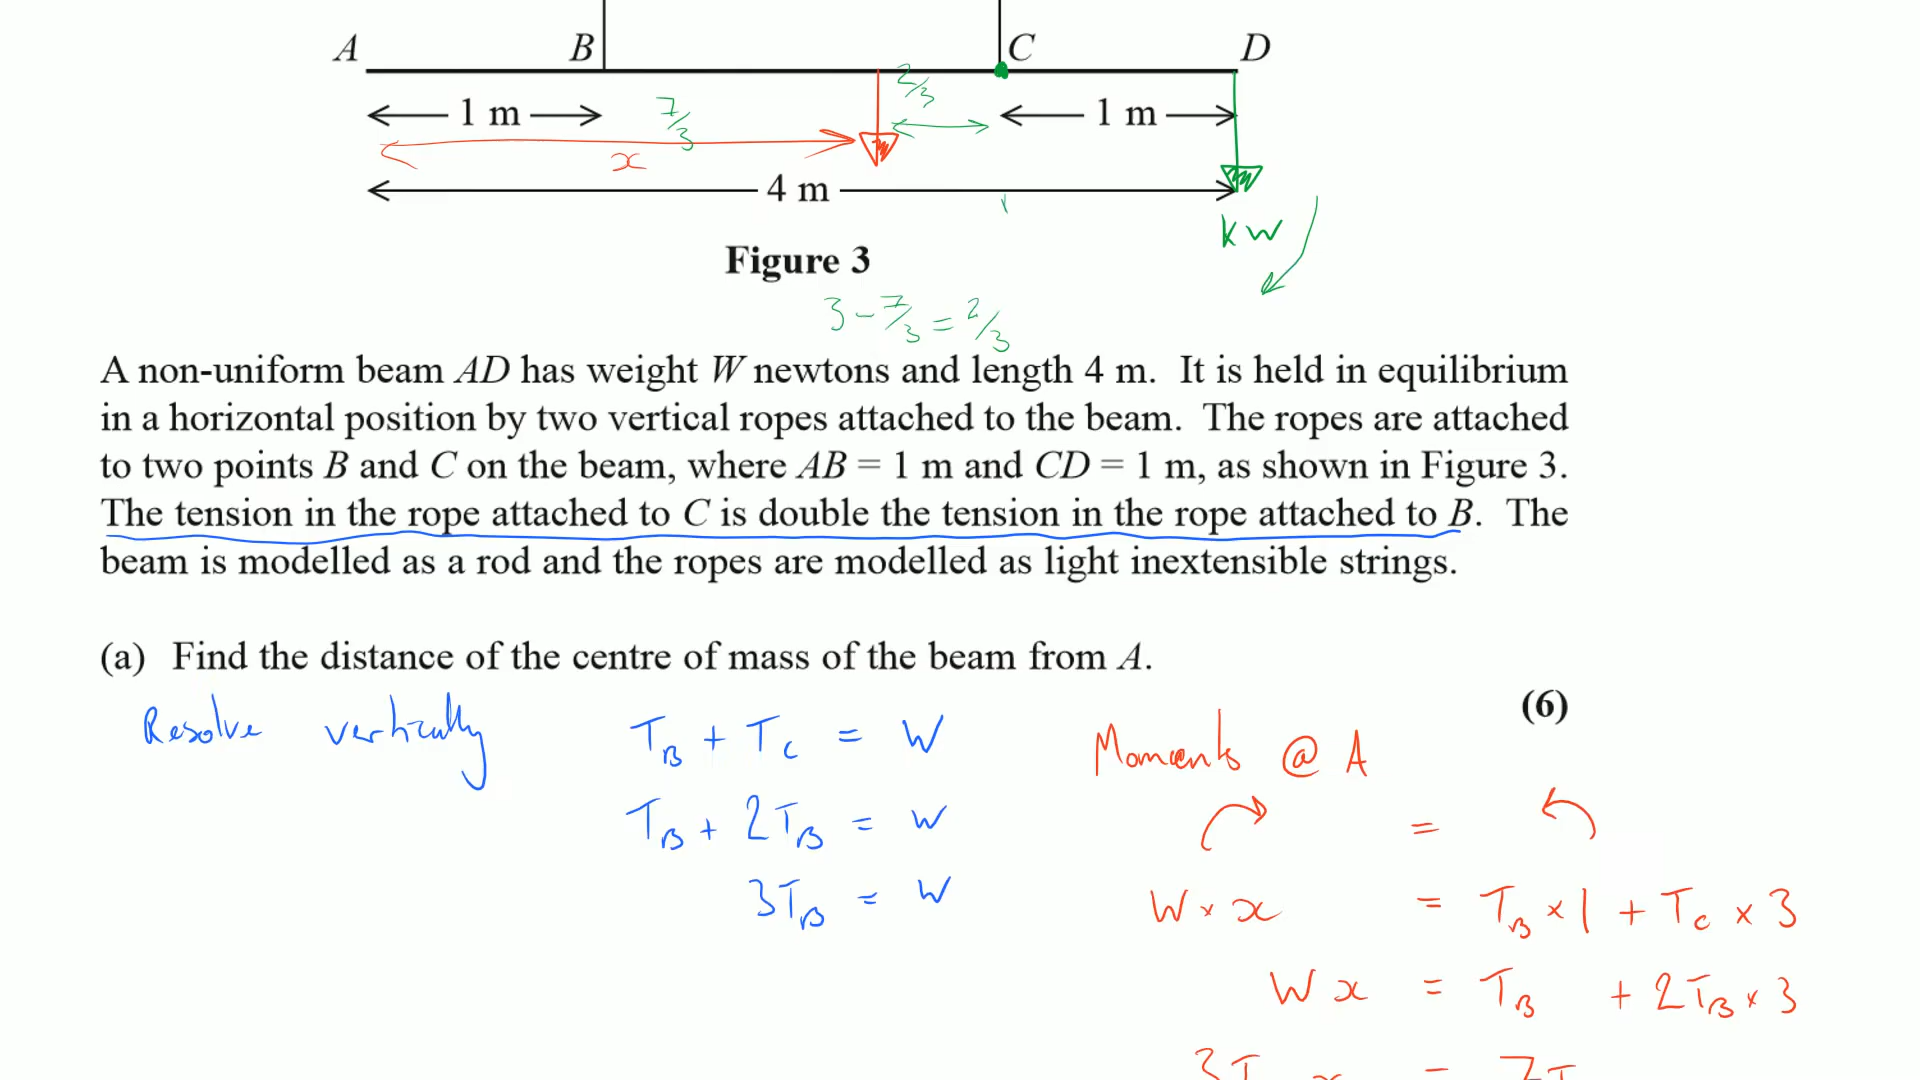 A B C D
2/3
1 m 7/3 1 m
x
4 m
kw
Figure 3
3 - 7/3 = 2/3
A non-uniform beam AD has weight W newtons and length 4 m. It is held in equilibrium
in a horizontal position by two vertical ropes attached to the beam. The ropes are attached
to two points B and C on the beam, where AB = 1 m and CD = 1 m, as shown in Figure 3.
The tension in the rope attached to C is double the tension in the rope attached to B. The
beam is modelled as a rod and the ropes are modelled as light inextensible strings.
(a) Find the distance of the centre of mass of the beam from A.
(6)
Resolve vertically T_B + T_C = W
Moments @ A
T_B + 2T_B = W
=
3T_B = W
W × x = T_B × 1 + T_C × 3
W x = T_B + 2T_B × 3